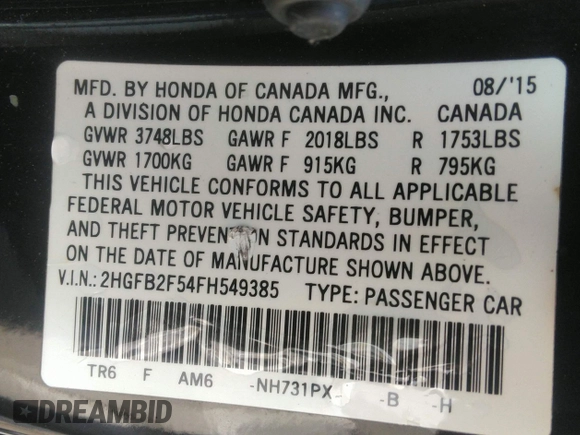 MFD. BY HONDA OF CANADA MFG., 08/'15
A DIVISION OF HONDA CANADA INC. CANADA
GVWR 3748LBS GAWR F 2018LBS R 1753LBS
GVWR 1700KG GAWR F 915KG R 795KG
THIS VEHICLE CONFORMS TO ALL APPLICABLE
FEDERAL MOTOR VEHICLE SAFETY, BUMPER,
AND THEFT PREVENTION STANDARDS IN EFFECT
ON THE DATE OF MANUFACTURE SHOWN ABOVE.
V.I.N.: 2HGFB2F54FH549385 TYPE: PASSENGER CAR
TR6 F AM6 -NH731PX- -B -H
DREAMBID